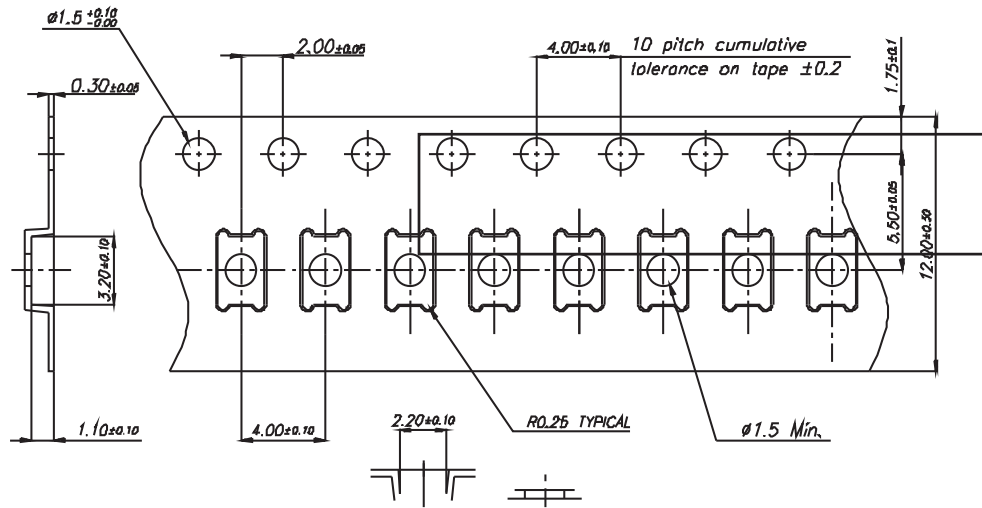 ø1.5 +0.10 -0.00
2.00±0.05
4.00±0.10
10 pitch cumulative
tolerance on tape ±0.2
1.75±0.1
0.30±0.05
3.20±0.10
5.50±0.05
12.00±0.30
1.10±0.10
4.00±0.10
2.20±0.10
R0.25 TYPICAL
ø1.5 Min.